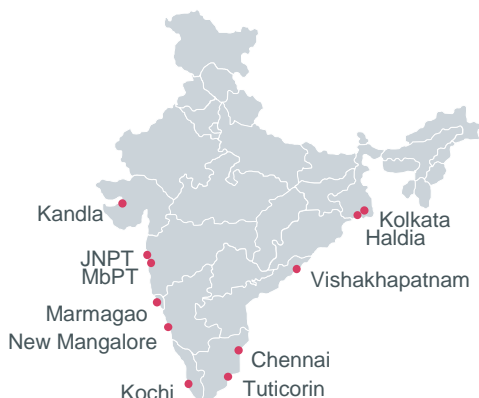 Kandla
Kolkata
Haldia
JNPT
MbPT
Vishakhapatnam
Marmagao
New Mangalore
Chennai
Kochi
Tuticorin